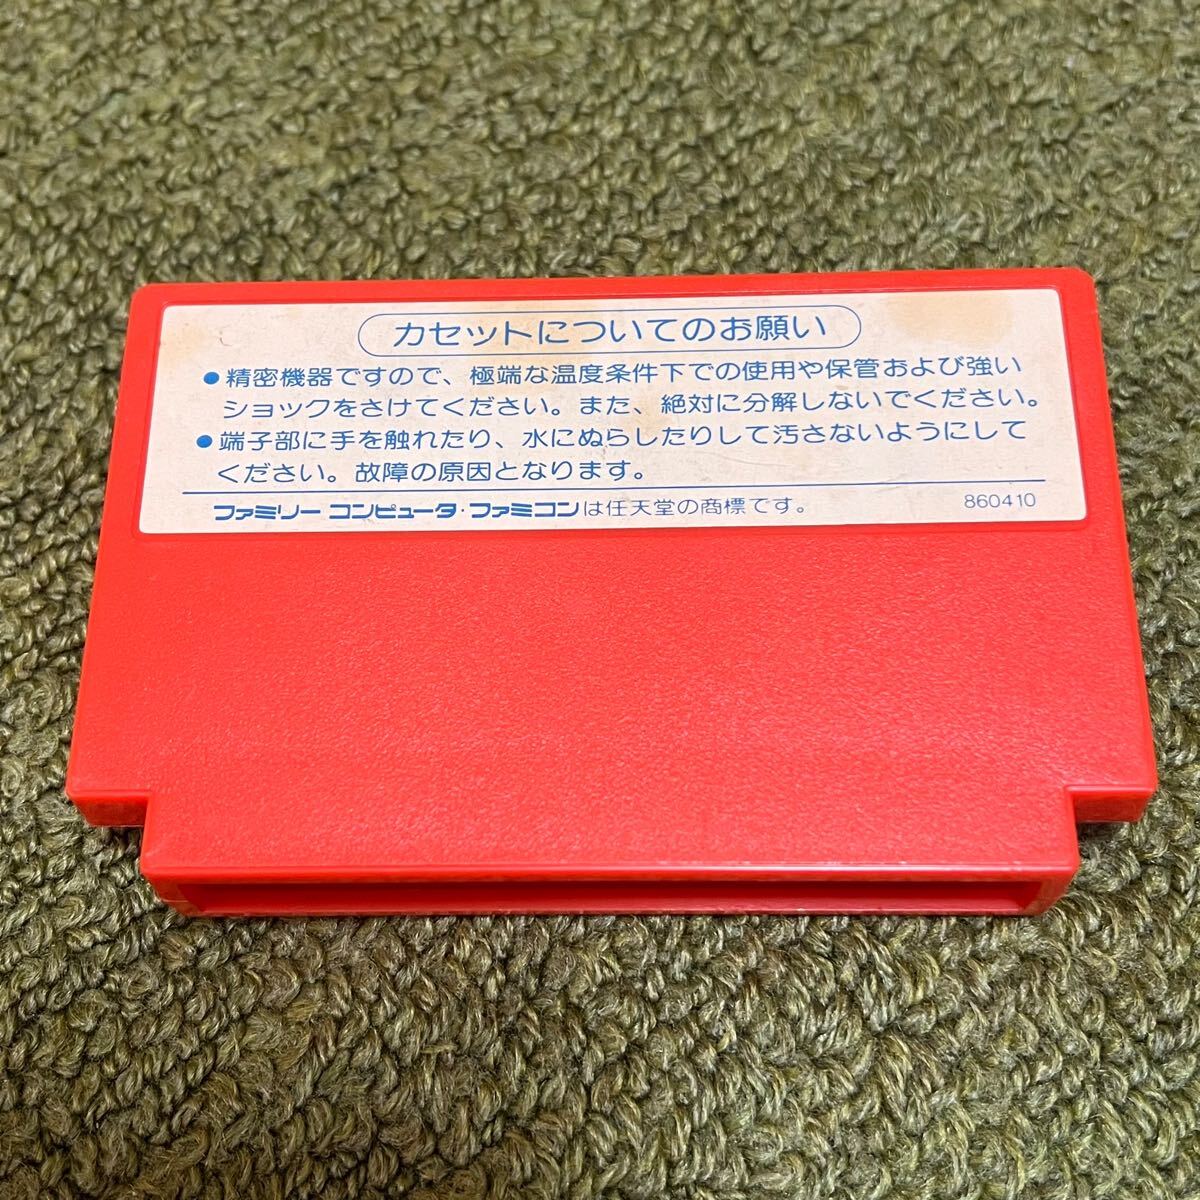 カセットについてのお願い
●精密機器ですので、極端な温度条件下での使用や保管および強い
ショックをさけてください。また、絶対に分解しないでください。
●端子部に手を触れたり、水にぬらしたりして汚さないようにして
ください。故障の原因となります。
ファミリー コンピュータ・ファミコンは任天堂の商標です。 860410